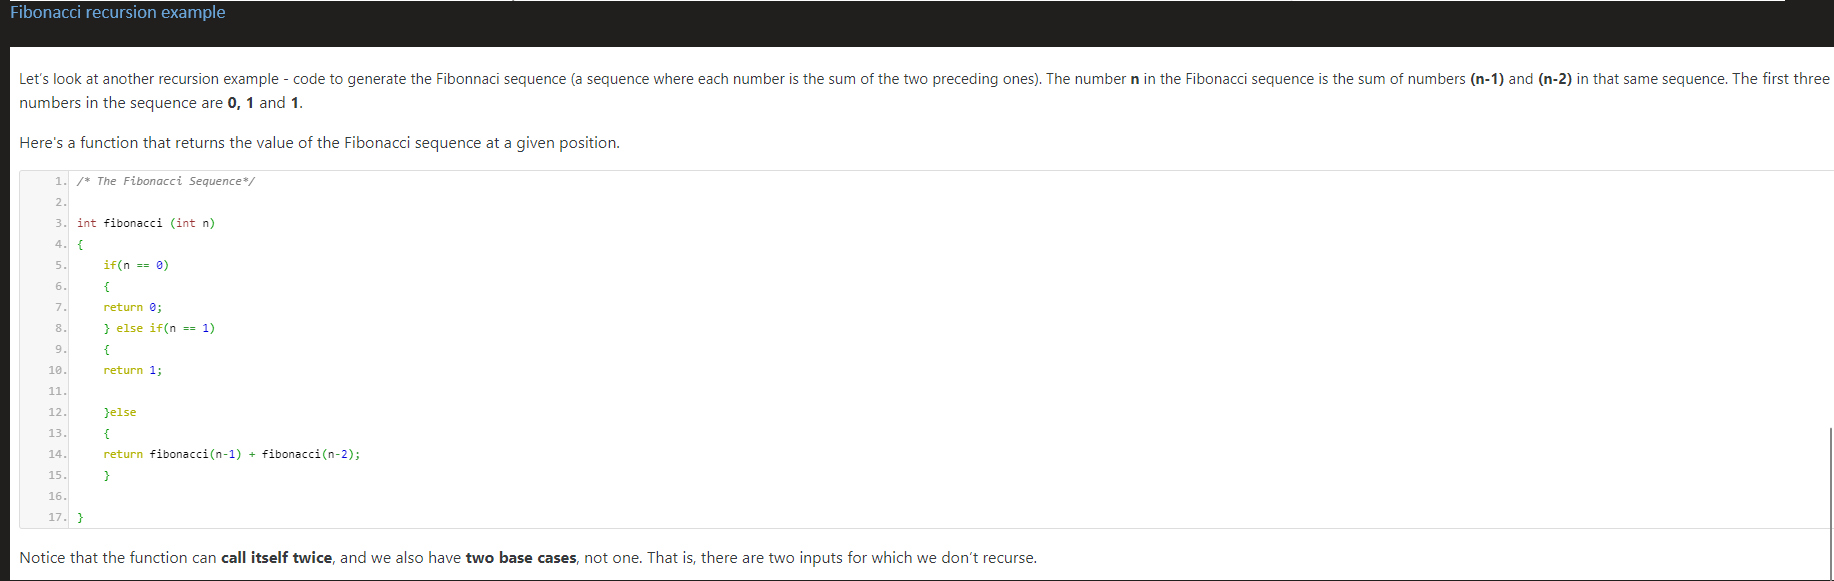 Fibonacci recursion example
Let's look at another recursion example - code to generate the Fibonnaci sequence (a sequence where each number is the sum of the two preceding ones). The number n in the Fibonacci sequence is the sum of numbers (n-1) and (n-2) in that same sequence. The first three
numbers in the sequence are 0, 1 and 1.
Here's a function that returns the value of the Fibonacci sequence at a given position.
1. /* The Fibonacci Sequence*/
2.
3. int fibonacci (int n)
4. {
5.     if(n == 0)
6.     {
7.     return 0;
8.     } else if(n == 1)
9.     {
10.     return 1;
11.
12.     }else
13.     {
14.     return fibonacci(n-1) + fibonacci(n-2);
15.     }
16.
17. }
Notice that the function can call itself twice, and we also have two base cases, not one. That is, there are two inputs for which we don't recurse.